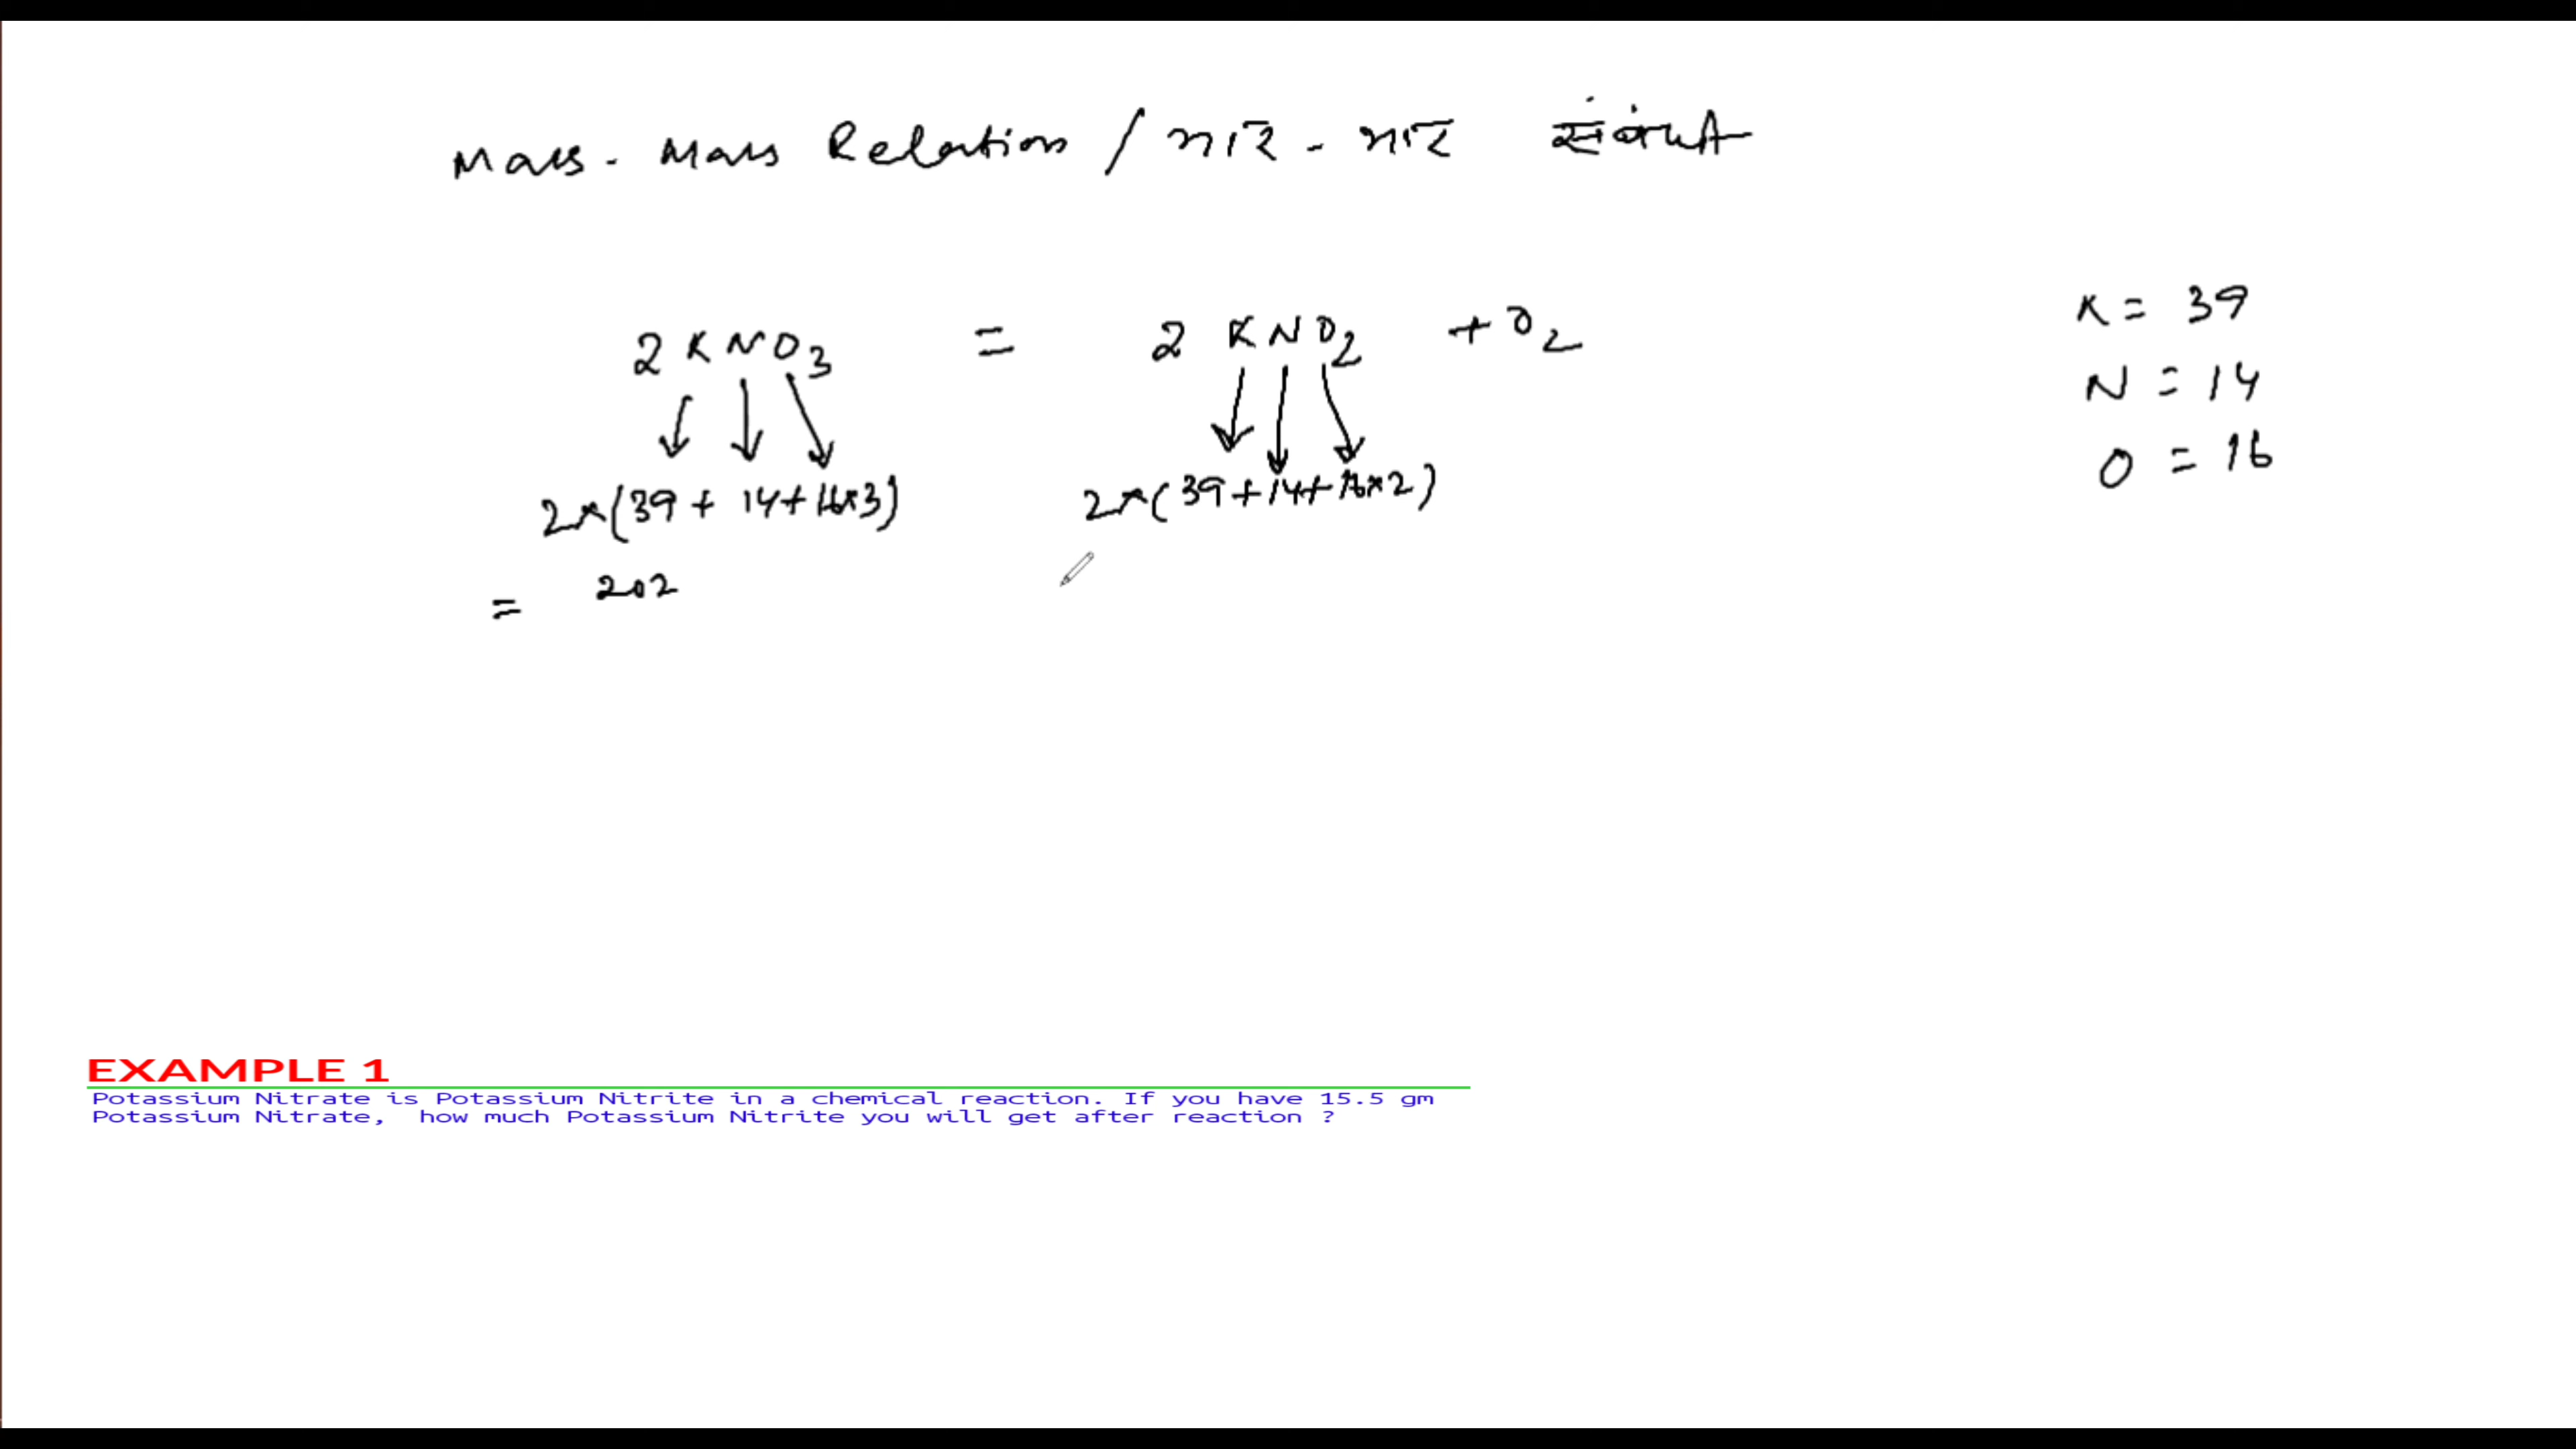 Mass - Mass Relation / भार - भार संबंध
2 KNO3 = 2 KNO2 + O2
K = 39
N = 14
O = 16
2×(39 + 14+16×3) 2×(39+14+16×2)
= 202
EXAMPLE 1
Potassium Nitrate is Potassium Nitrite in a chemical reaction. If you have 15.5 gm
Potassium Nitrate, how much Potassium Nitrite you will get after reaction ?